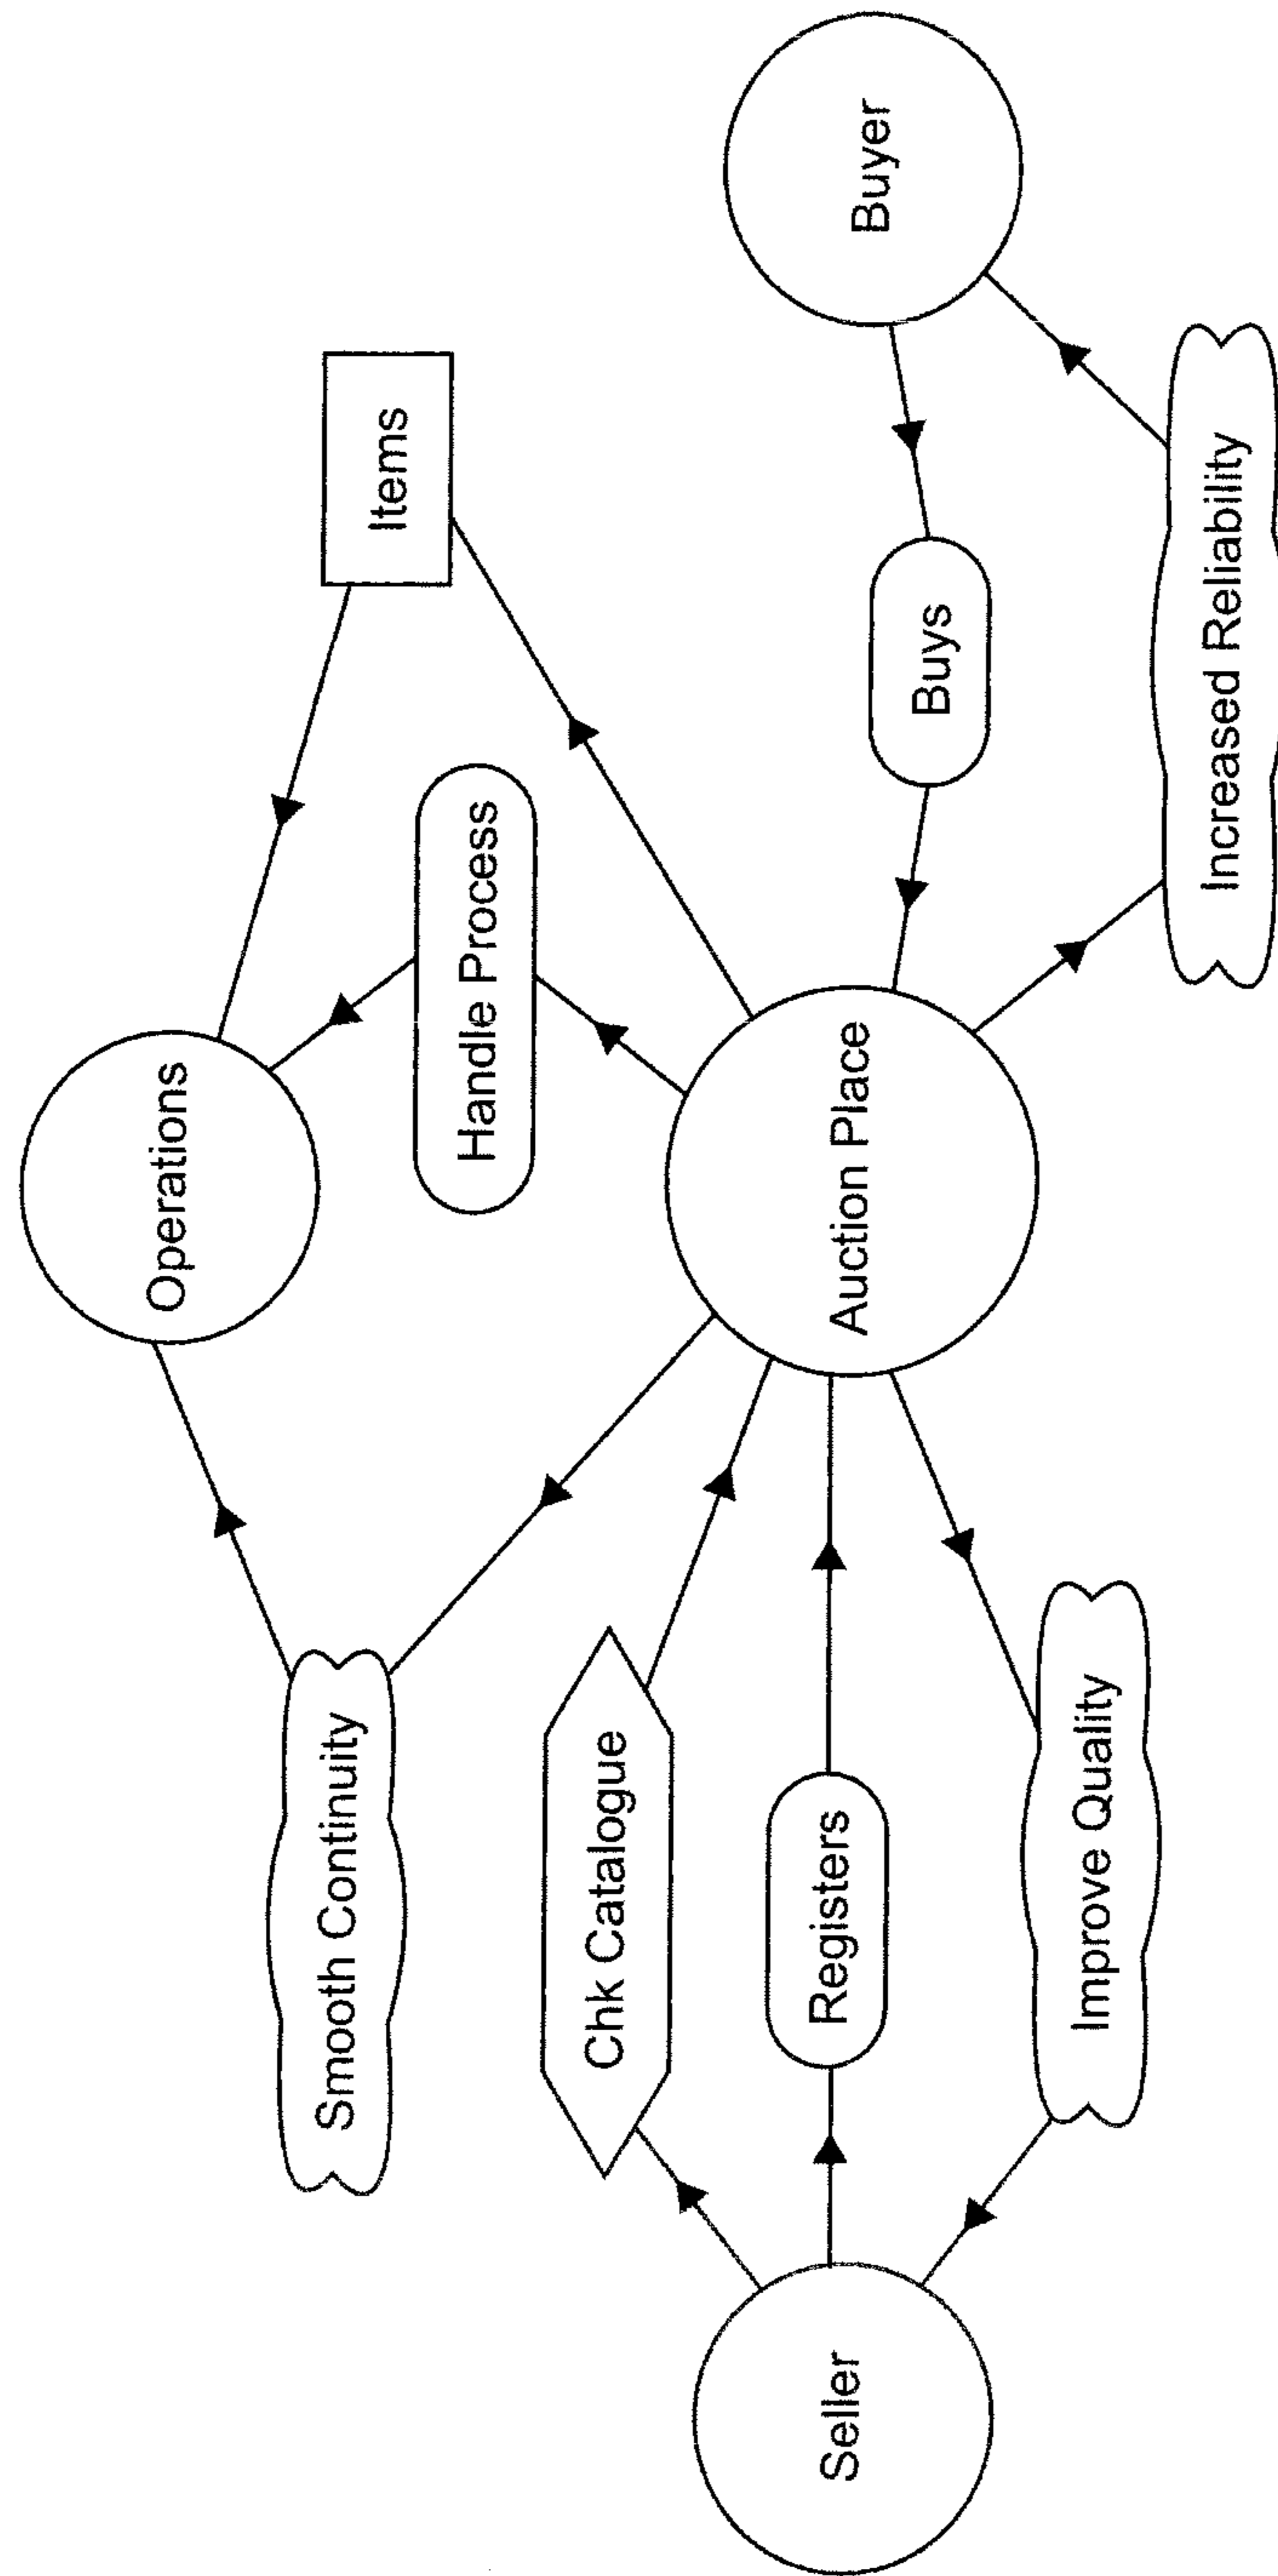 Operations
Items
Smooth Continuity
Handle Process
Chk Catalogue
Seller
Registers
Auction Place
Buys
Buyer
Improve Quality
Increased Reliability